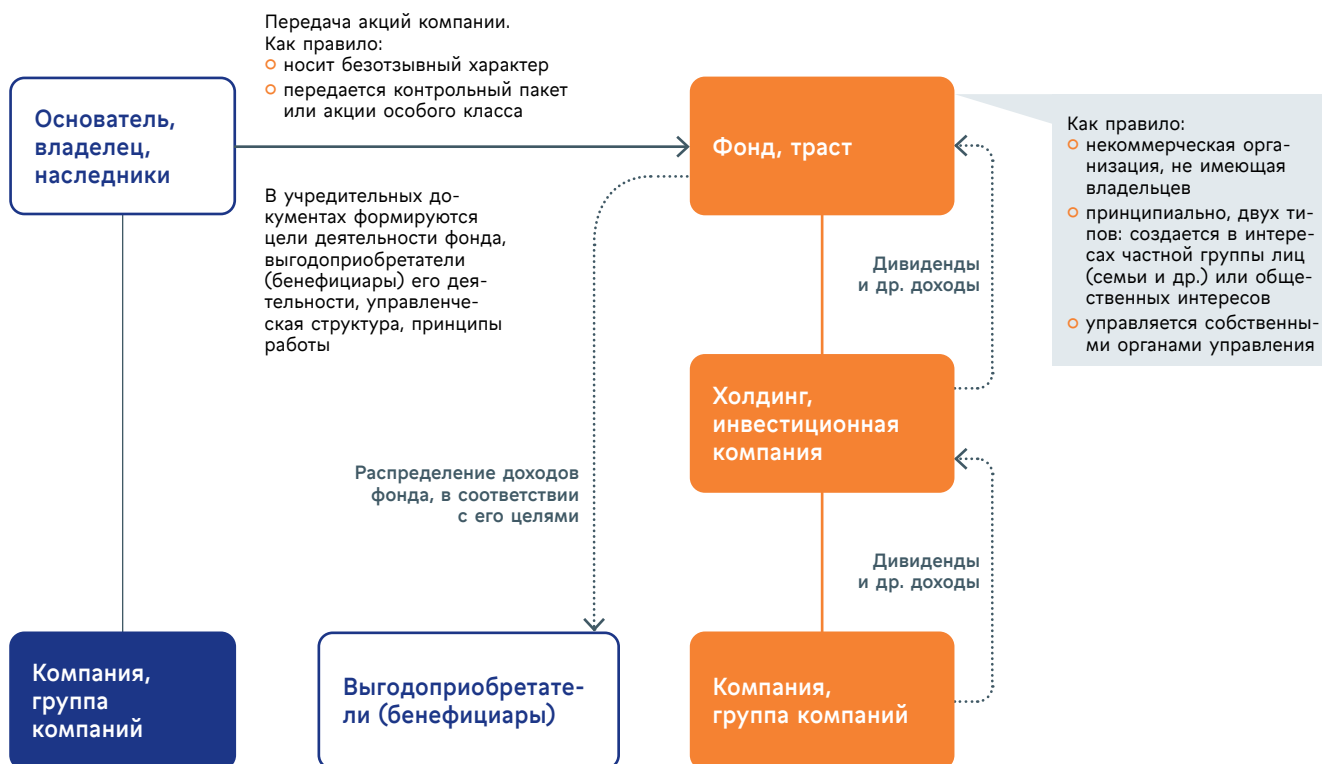 Передача акций компании.
Как правило:
носит безотзывный характер
передается контрольный пакет
или акции особого класса
Основатель,
владелец,
наследники
Фонд, траст
Как правило:
некоммерческая орга-
низация, не имеющая
владельцев
принципиально, двух ти-
пов: создается в интере-
сах частной группы лиц
(семьи и др.) или обще-
ственных интересов
управляется собственны-
ми органами управления
В учредительных до-
кументах формируются
цели деятельности фонда,
выгодоприобретатели
(бенефициары) его дея-
тельности, управленче-
ская структура, принципы
работы
Дивиденды
и др. доходы
Холдинг,
инвестиционная
компания
Распределение доходов
фонда, в соответствии
с его целями
Дивиденды
и др. доходы
Компания,
группа
компаний
Выгодоприобретате-
ли (бенефициары)
Компания,
группа компаний